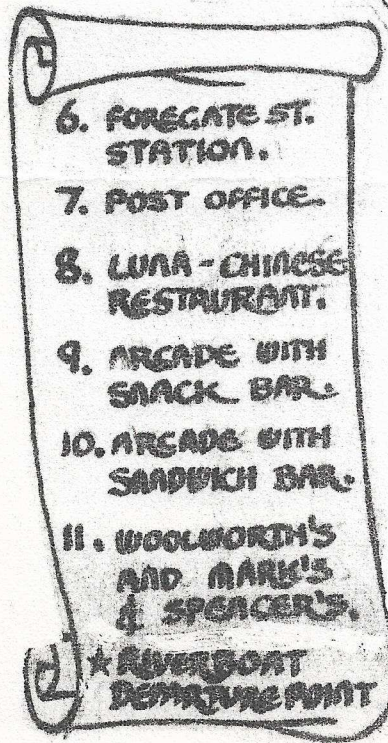 6. FOREGATE ST.
STATION.
7. POST OFFICE.
8. LUNA - CHINESE
RESTAURANT.
9. ARCADE WITH
SNACK BAR.
10. ARCADE WITH
SANDWICH BAR.
11. WOOLWORTH'S
AND MARK'S
& SPENCER'S.
★ RIVERBOAT
DEPARTURE POINT